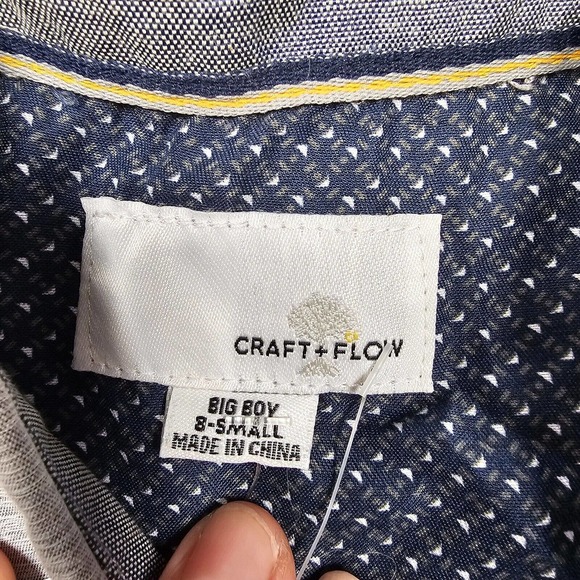 CRAFT + FLOW
BIG BOY
8-SMALL
MADE IN CHINA